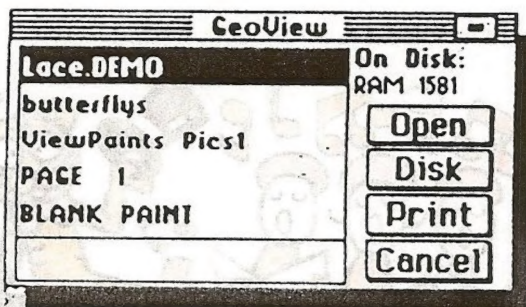 GeoView
Lace.DEMO
butterflys
ViewPaints Pics1
PAGE 1
BLANK PAINT
On Disk:
RAM 1581
Open
Disk
Print
Cancel